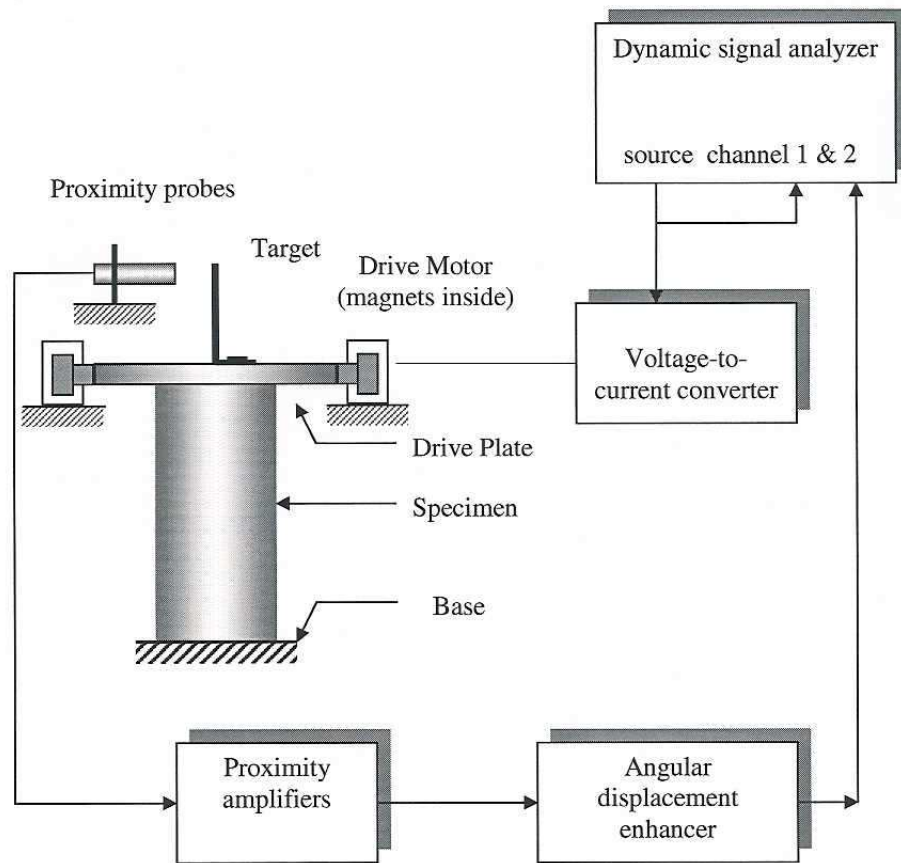 Dynamic signal analyzer
source channel 1 & 2
Proximity probes
Target
Drive Motor
(magnets inside)
Voltage-to-
current converter
Drive Plate
Specimen
Base
Proximity
amplifiers
Angular
displacement
enhancer